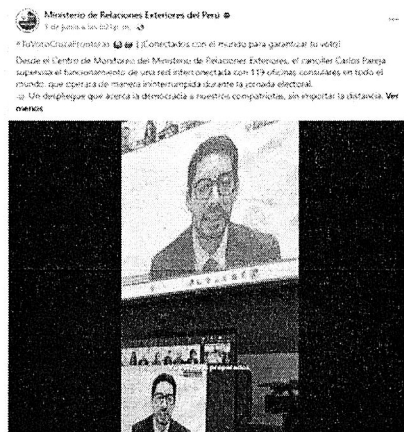 Ministerio de Relaciones Exteriores del Perú
#TuVotoCruzaFronteras | ¡Conectados con el mundo para garantizar tu voto!
Desde el Centro de Monitoreo del Ministerio de Relaciones Exteriores, el canciller Carlos Pareja
supervisa el funcionamiento de una red interconectada con 119 oficinas consulares en todo el
mundo, que operará de manera ininterrumpida durante la jornada electoral.
Un despliegue que acerca la democracia a nuestros compatriotas, sin importar la distancia. Ver
menos
preparados,